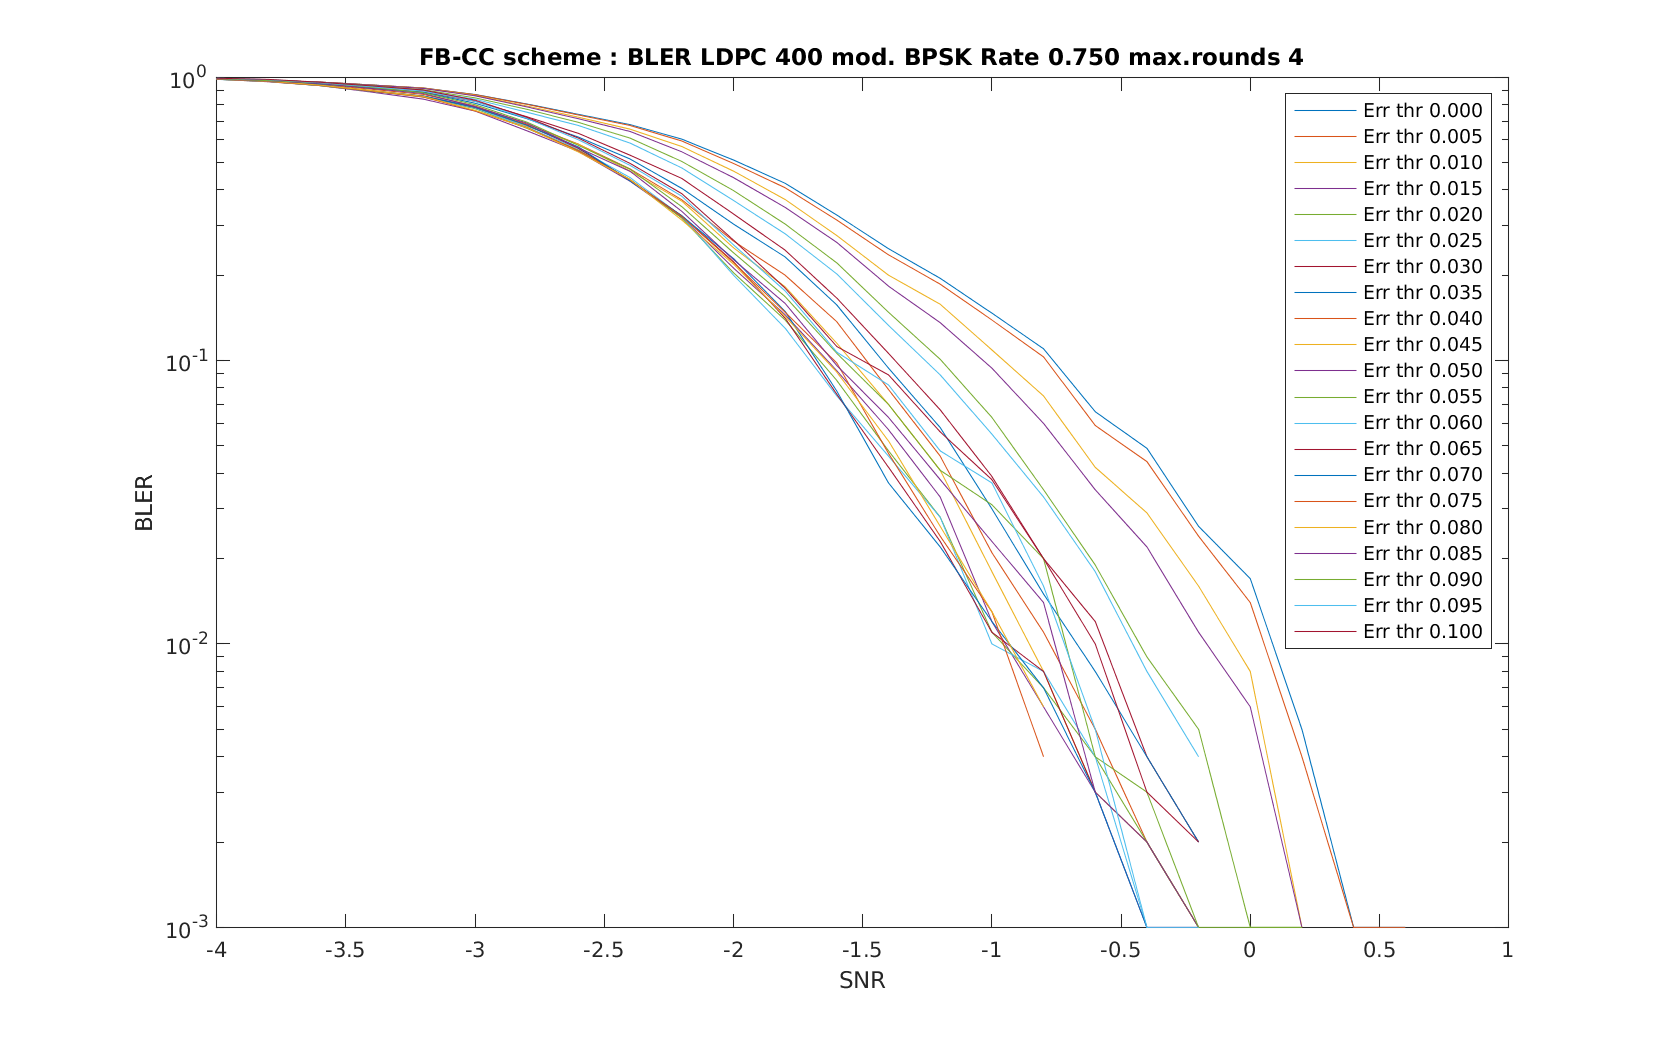 FB-CC scheme : BLER LDPC 400 mod. BPSK Rate 0.750 max.rounds 4
10^0
10^-1
10^-2
10^-3
BLER
-4 -3.5 -3 -2.5 -2 -1.5 -1 -0.5 0 0.5 1
SNR
Err thr 0.000
Err thr 0.005
Err thr 0.010
Err thr 0.015
Err thr 0.020
Err thr 0.025
Err thr 0.030
Err thr 0.035
Err thr 0.040
Err thr 0.045
Err thr 0.050
Err thr 0.055
Err thr 0.060
Err thr 0.065
Err thr 0.070
Err thr 0.075
Err thr 0.080
Err thr 0.085
Err thr 0.090
Err thr 0.095
Err thr 0.100